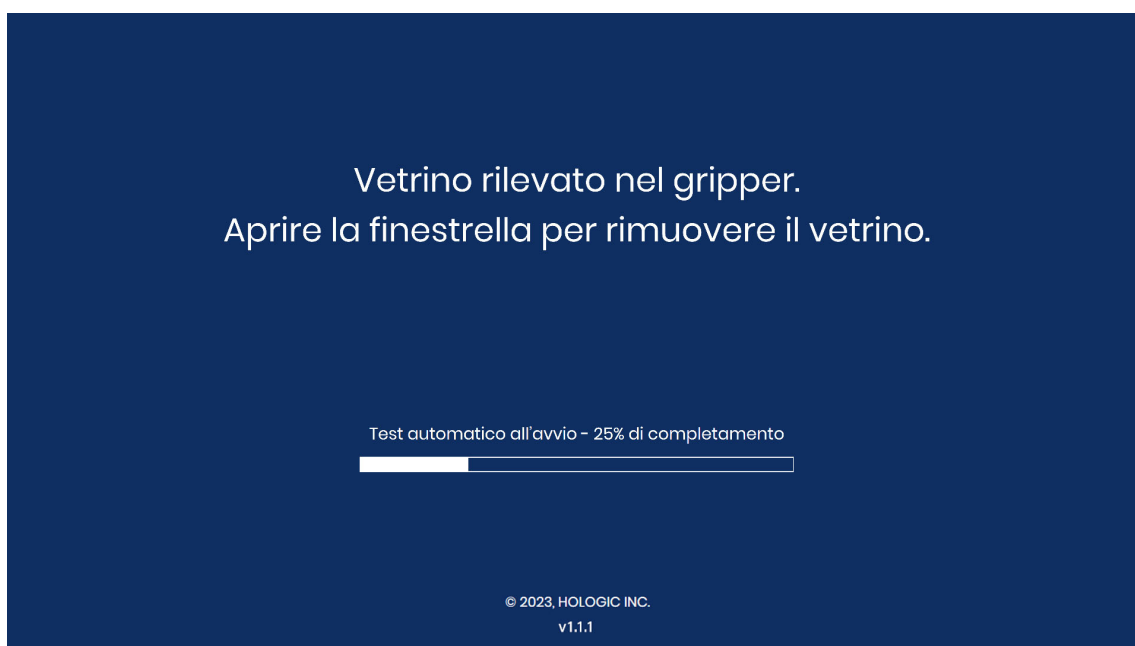 Vetrino rilevato nel gripper.
Aprire la finestrella per rimuovere il vetrino.
Test automatico all'avvio - 25% di completamento
© 2023, HOLOGIC INC.
v1.1.1